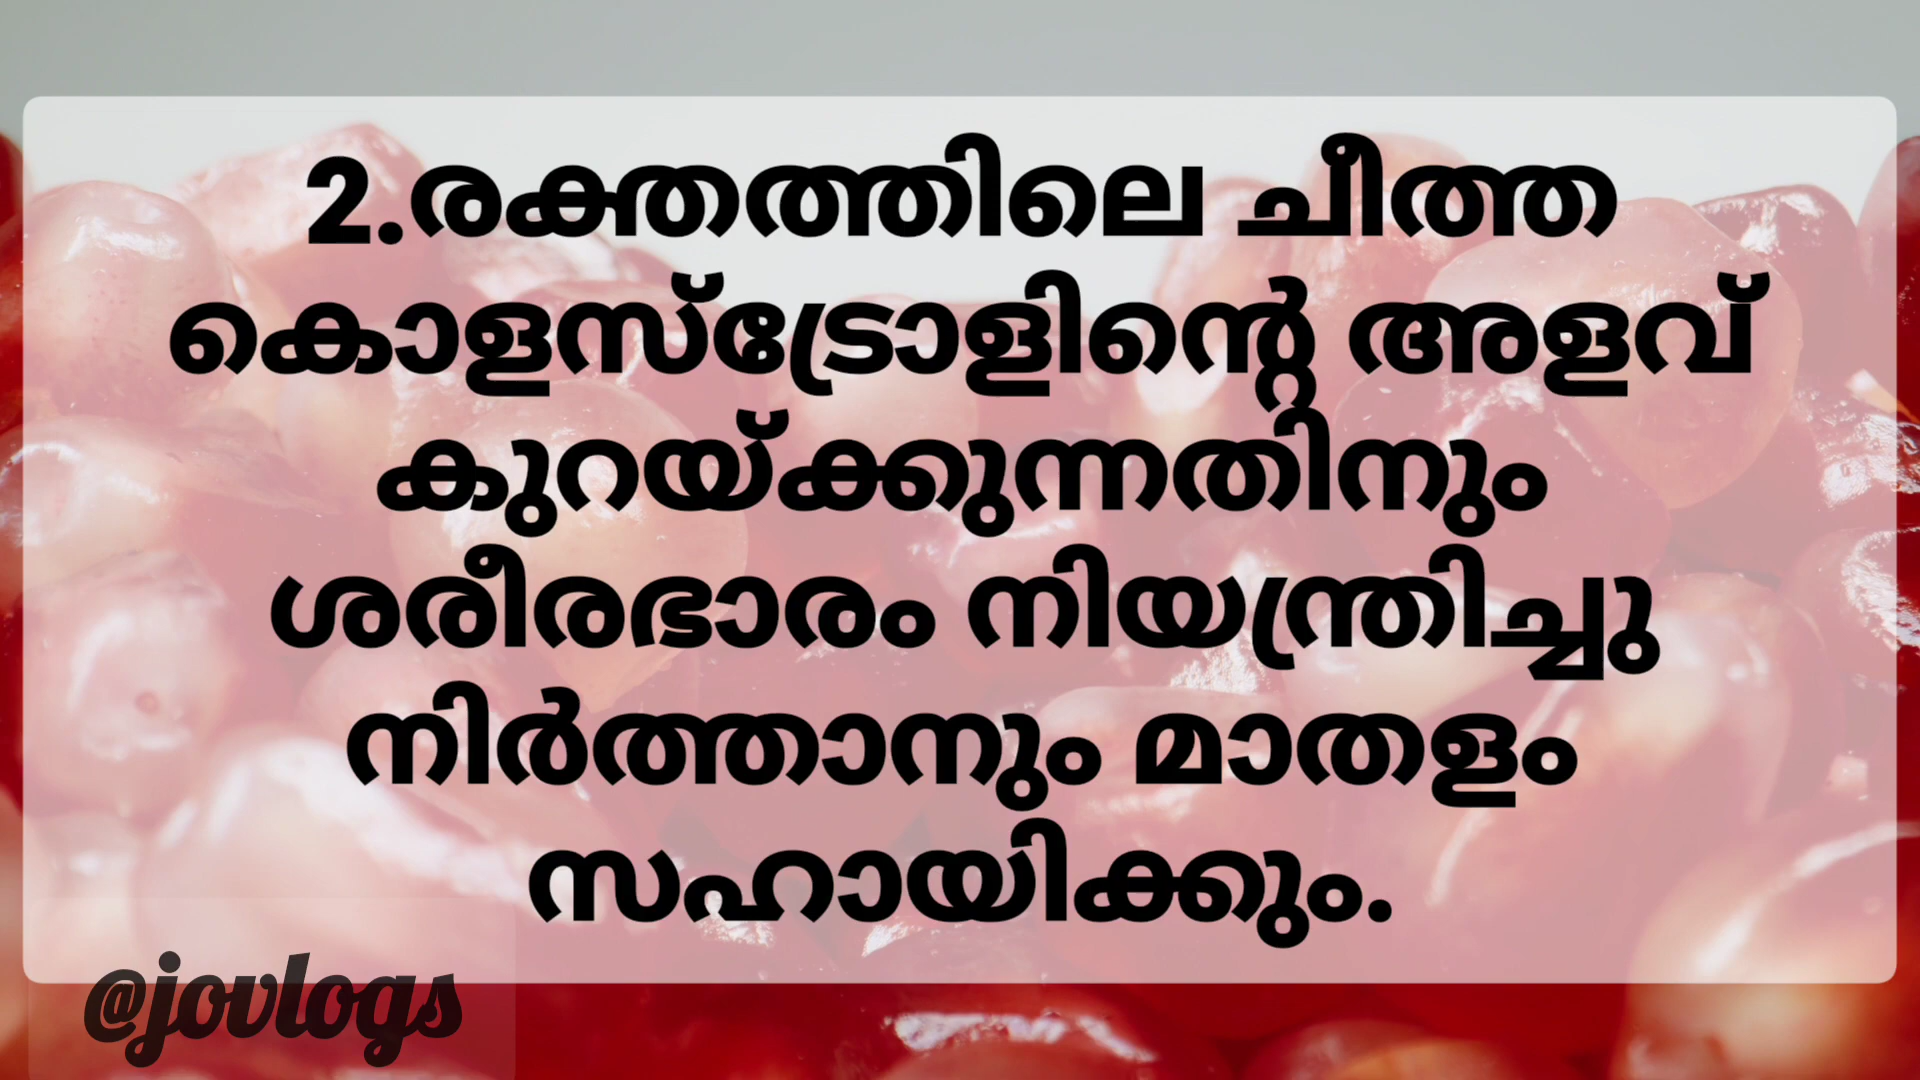 2.രക്തത്തിലെ ചീത്ത
കൊളസ്ട്രോളിന്റെ അളവ്
കുറയ്ക്കുന്നതിനും
ശരീരഭാരം നിയന്ത്രിച്ചു
നിർത്താനും മാതളം
സഹായിക്കും.
@jovlogs